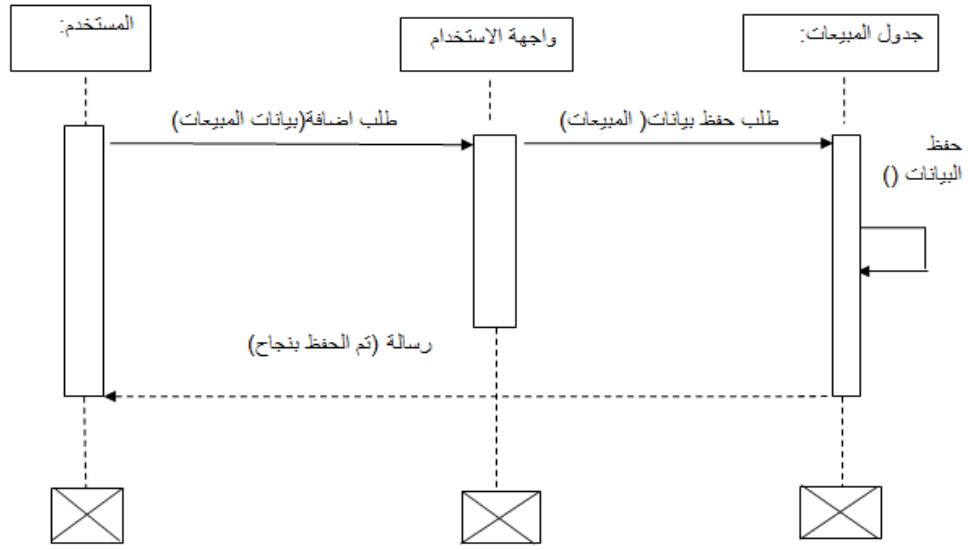 المستخدم:
واجهة الاستخدام
جدول المبيعات:
طلب اضافة(بيانات المبيعات)
طلب حفظ بيانات( المبيعات)
حفظ
البيانات ()
رسالة (تم الحفظ بنجاح)